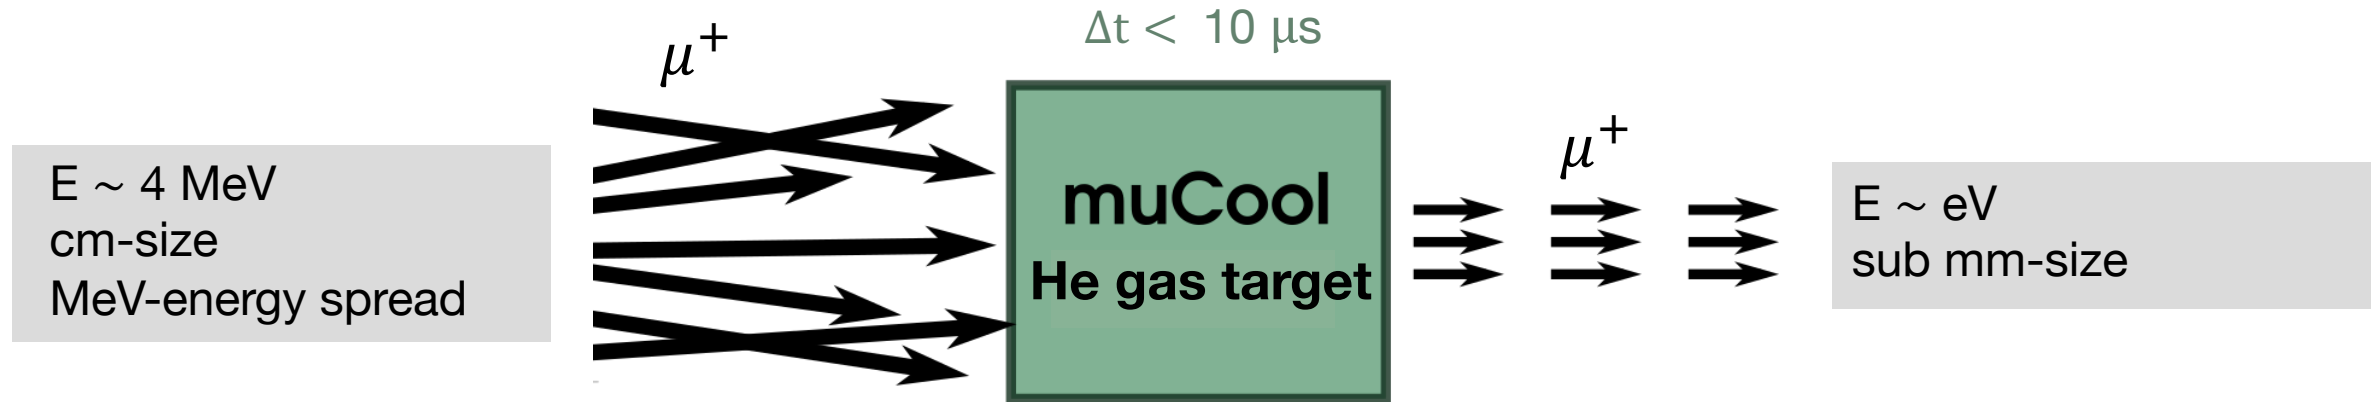 E ~ 4 MeV
cm-size
MeV-energy spread
μ⁺
Δt < 10 μs
muCool
He gas target
μ⁺
E ~ eV
sub mm-size